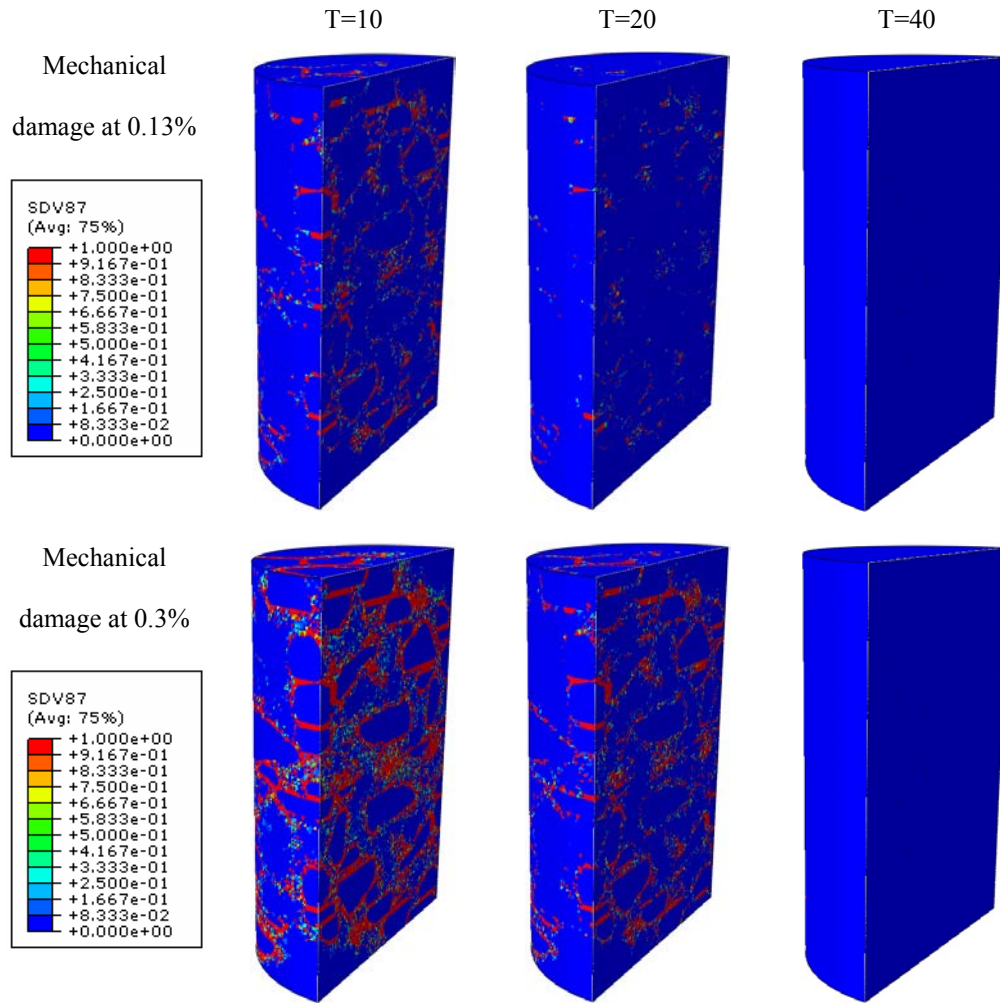 T=10 T=20 T=40
Mechanical
damage at 0.13%
SDV87
(Avg: 75%)
+1.000e+00
+9.167e-01
+8.333e-01
+7.500e-01
+6.667e-01
+5.833e-01
+5.000e-01
+4.167e-01
+3.333e-01
+2.500e-01
+1.667e-01
+8.333e-02
+0.000e+00
Mechanical
damage at 0.3%
SDV87
(Avg: 75%)
+1.000e+00
+9.167e-01
+8.333e-01
+7.500e-01
+6.667e-01
+5.833e-01
+5.000e-01
+4.167e-01
+3.333e-01
+2.500e-01
+1.667e-01
+8.333e-02
+0.000e+00